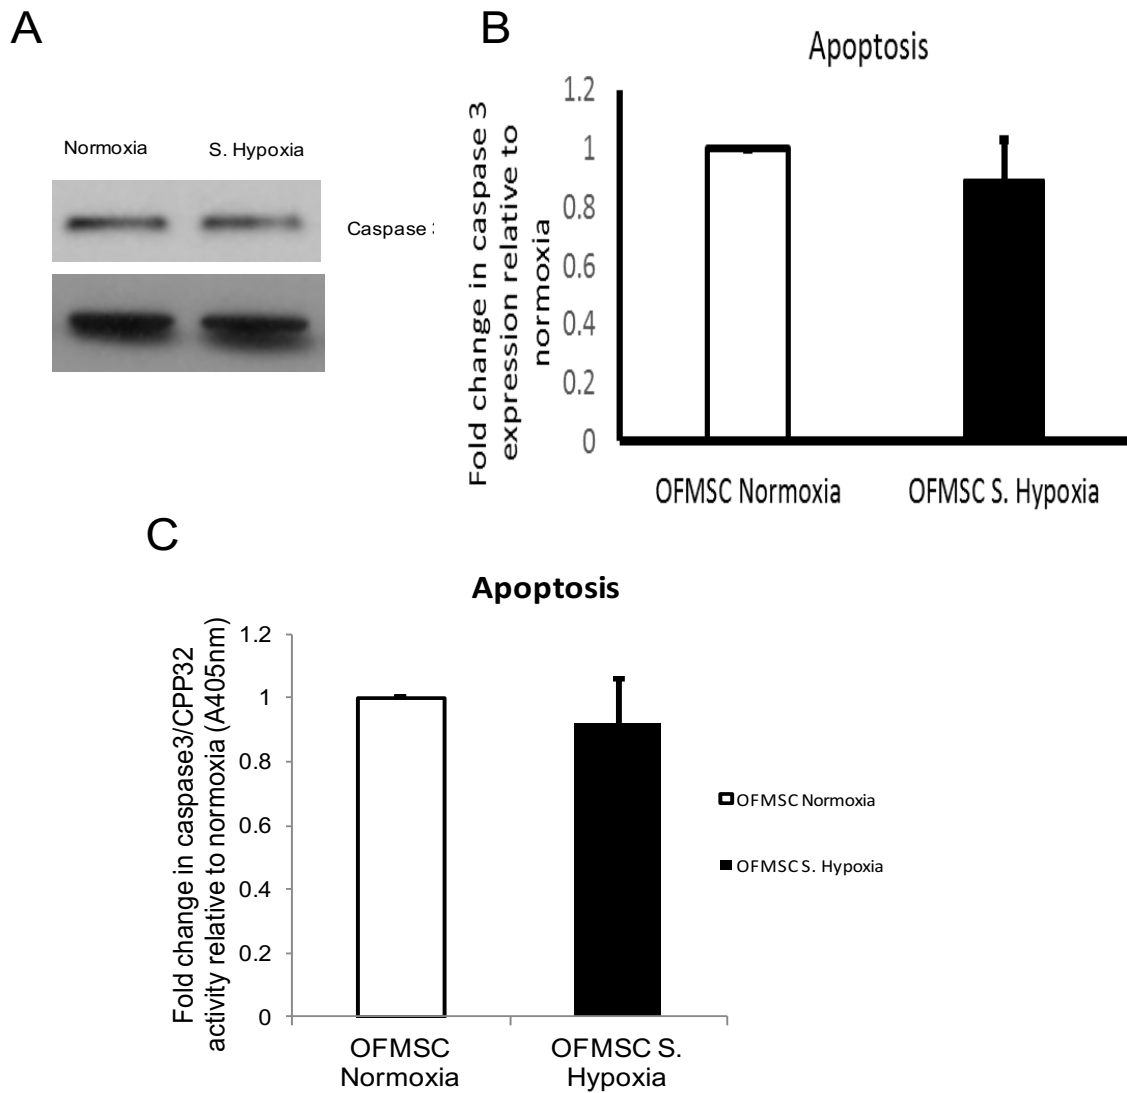 A
Normoxia
S. Hypoxia
Caspase
B
Apoptosis
Fold change in caspase 3
expression relative to
normoxia
1.2
1
0.8
0.6
0.4
0.2
0
OFMSC Normoxia
OFMSC S. Hypoxia
C
Apoptosis
Fold change in caspase3/CPP32
activity relative to normoxia (A405nm)
1.2
1
0.8
0.6
0.4
0.2
0
OFMSC
Normoxia
OFMSC S.
Hypoxia
OFMSC Normoxia
OFMSC S. Hypoxia